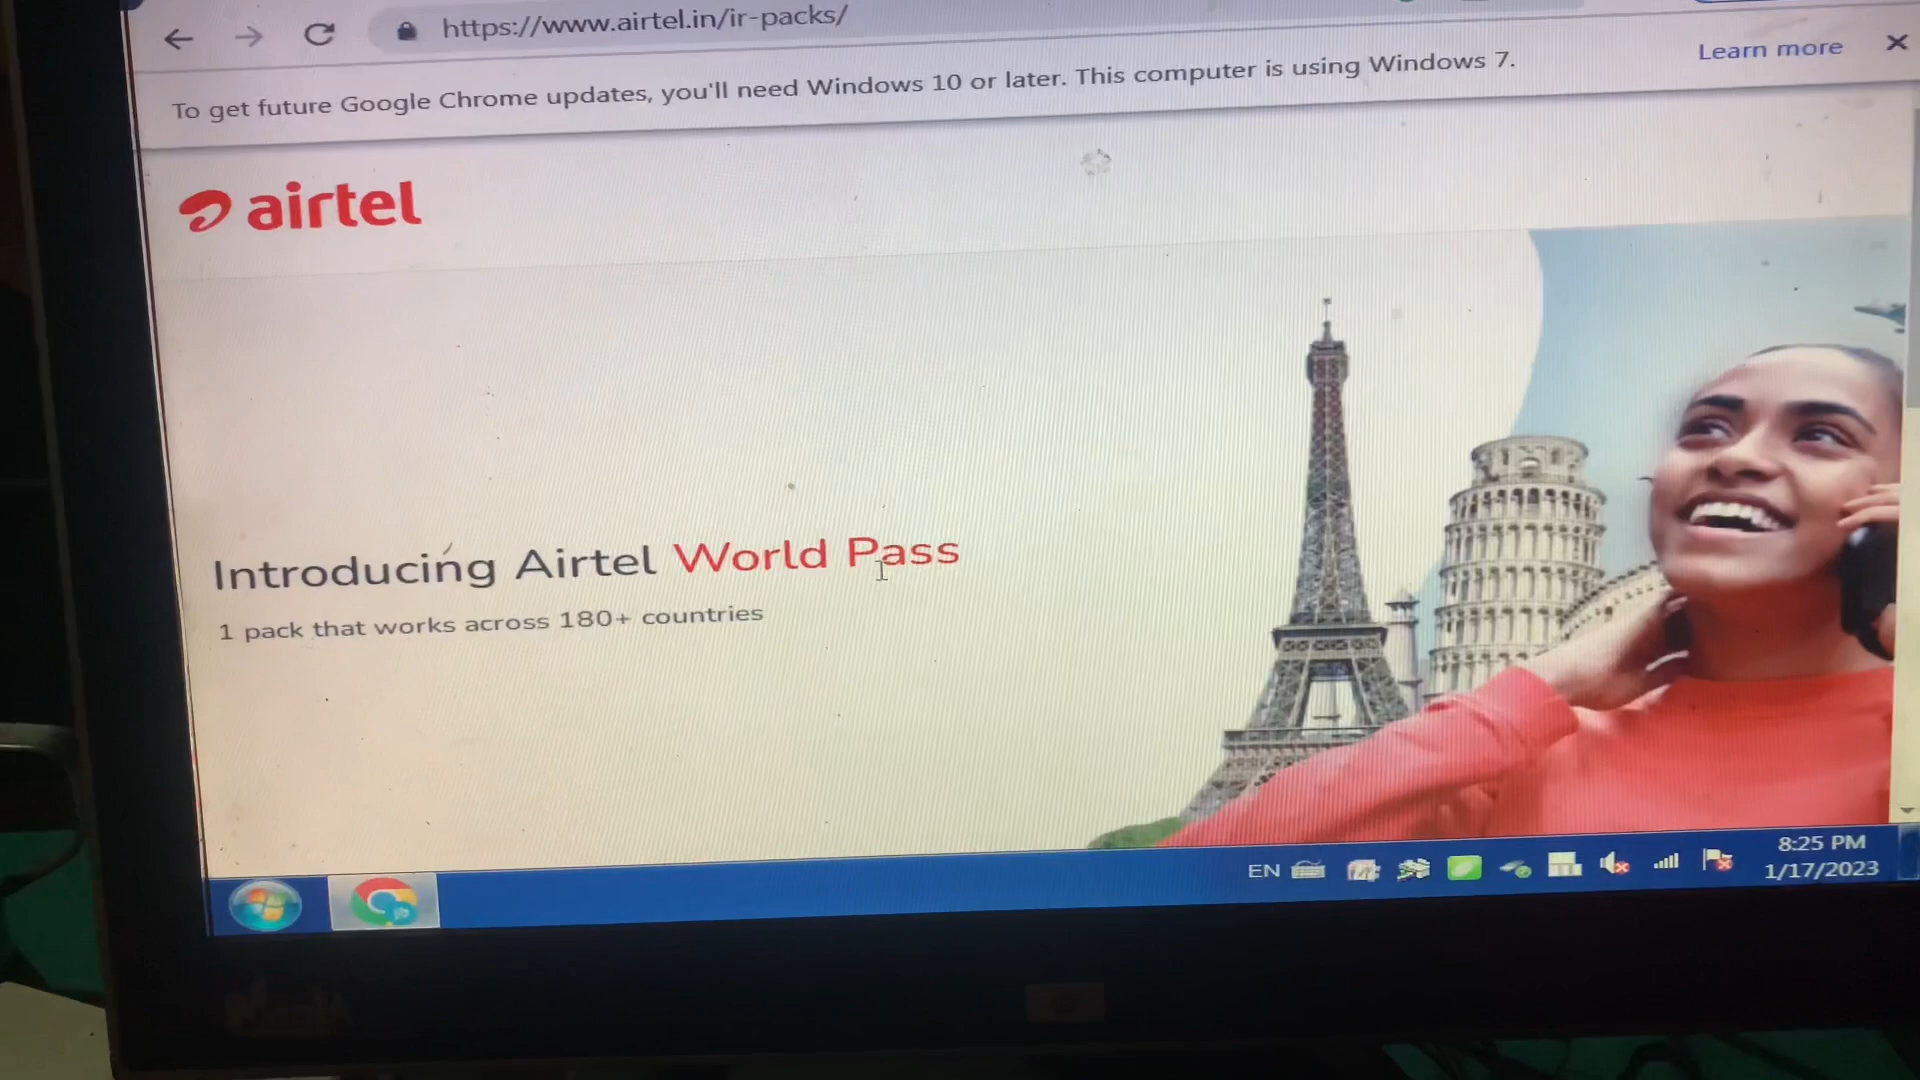 https://www.airtel.in/ir-packs/
To get future Google Chrome updates, you'll need Windows 10 or later. This computer is using Windows 7.
Learn more
airtel
Introducing Airtel World Pass
1 pack that works across 180+ countries
EN
8:25 PM
1/17/2023